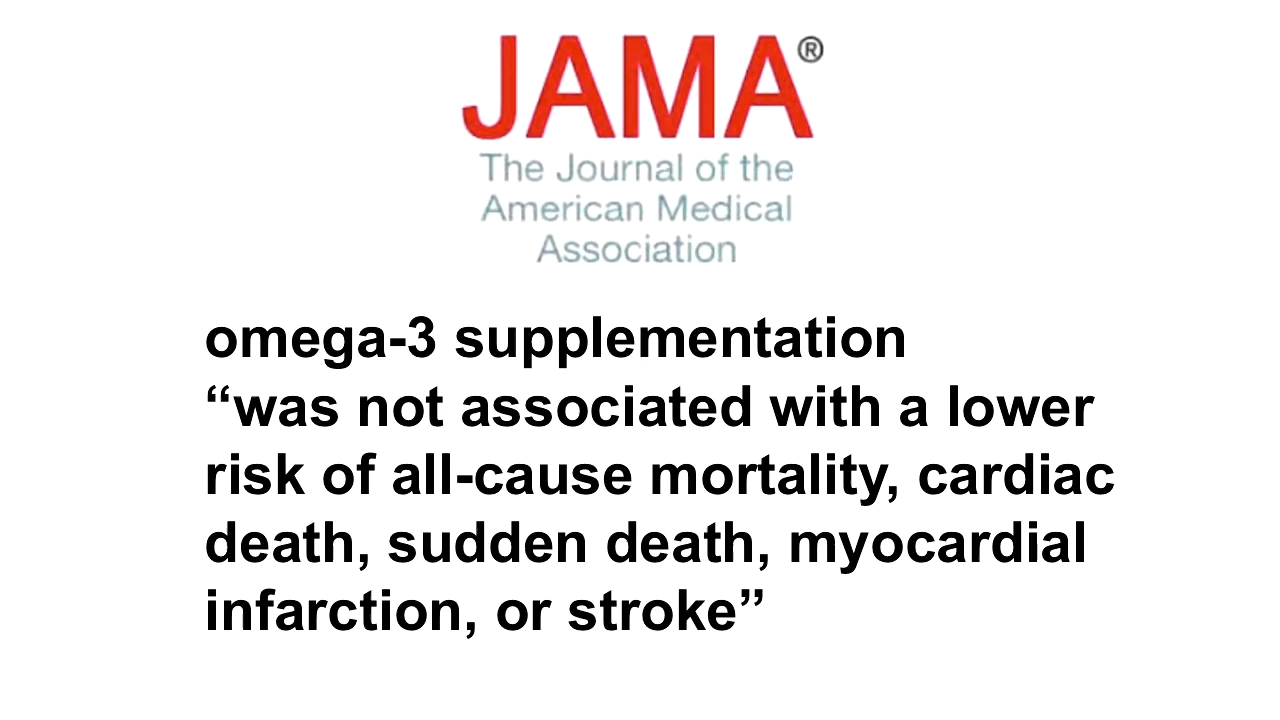 JAMA®
The Journal of the
American Medical
Association
omega-3 supplementation
“was not associated with a lower
risk of all-cause mortality, cardiac
death, sudden death, myocardial
infarction, or stroke”